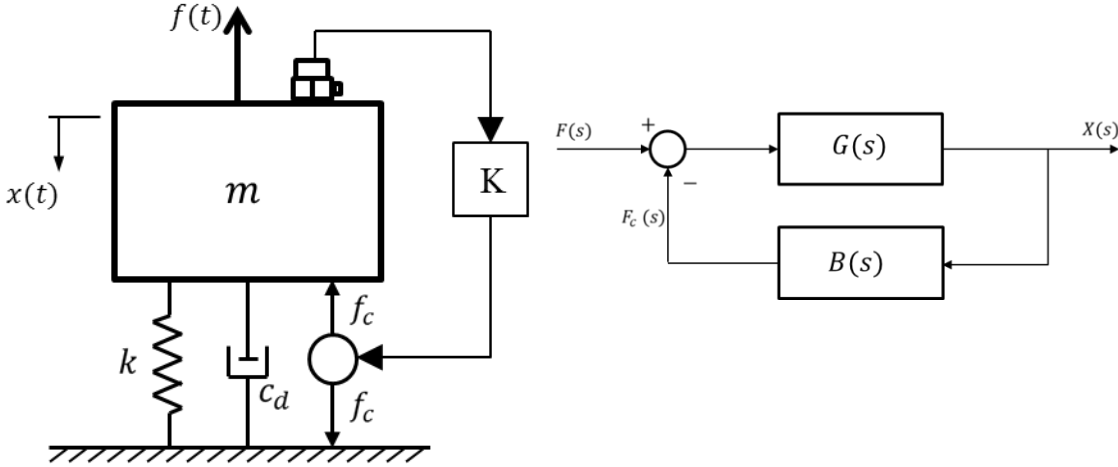 f(t)
x(t)
m
K
k
c_d
f_c
f_c
F(s)
+
−
F_c (s)
G(s)
B(s)
X(s)